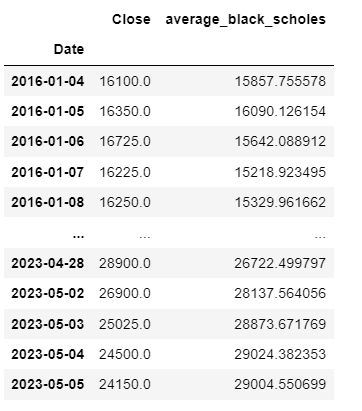 Close average_black_scholes
Date
2016-01-04 16100.0 15857.755578
2016-01-05 16350.0 16090.126154
2016-01-06 16725.0 15642.088912
2016-01-07 16225.0 15218.923495
2016-01-08 16250.0 15329.961662
... ... ...
2023-04-28 28900.0 26722.499797
2023-05-02 26900.0 28137.564056
2023-05-03 25025.0 28873.671769
2023-05-04 24500.0 29024.382353
2023-05-05 24150.0 29004.550699